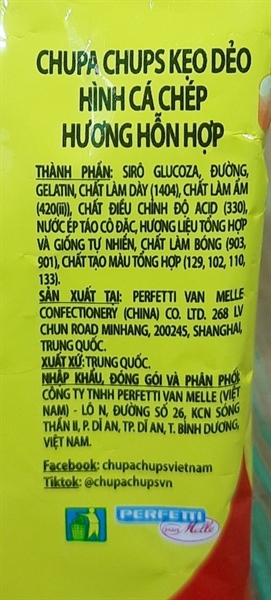 CHUPA CHUPS KẸO DẺO
HÌNH CÁ CHÉP
HƯƠNG HỖN HỢP
THÀNH PHẦN: SIRÔ GLUCOZA, ĐƯỜNG,
GELATIN, CHẤT LÀM DÀY (1404), CHẤT LÀM ẨM
(420(ii)), CHẤT ĐIỀU CHỈNH ĐỘ ACID (330),
NƯỚC ÉP TÁO CÔ ĐẶC, HƯƠNG LIỆU TỔNG HỢP
VÀ GIỐNG TỰ NHIÊN, CHẤT LÀM BÓNG (903,
901), CHẤT TẠO MÀU TỔNG HỢP (129, 102, 110,
133).
SẢN XUẤT TẠI: PERFETTI VAN MELLE
CONFECTIONERY (CHINA) CO. LTD. 268 LV
CHUN ROAD MINHANG, 200245, SHANGHAI,
TRUNG QUỐC.
XUẤT XỨ: TRUNG QUỐC.
NHẬP KHẨU, ĐÓNG GÓI VÀ PHÂN PHỐI:
CÔNG TY TNHH PERFETTI VAN MELLE (VIỆT
NAM) - LÔ N, ĐƯỜNG SỐ 26, KCN SÓNG
THẦN II, P. DĨ AN, TP. DĨ AN, T. BÌNH DƯƠNG,
VIỆT NAM.
Facebook: chupachupsvietnam
Tiktok: @chupachupsvn
PERFETTI
van Melle